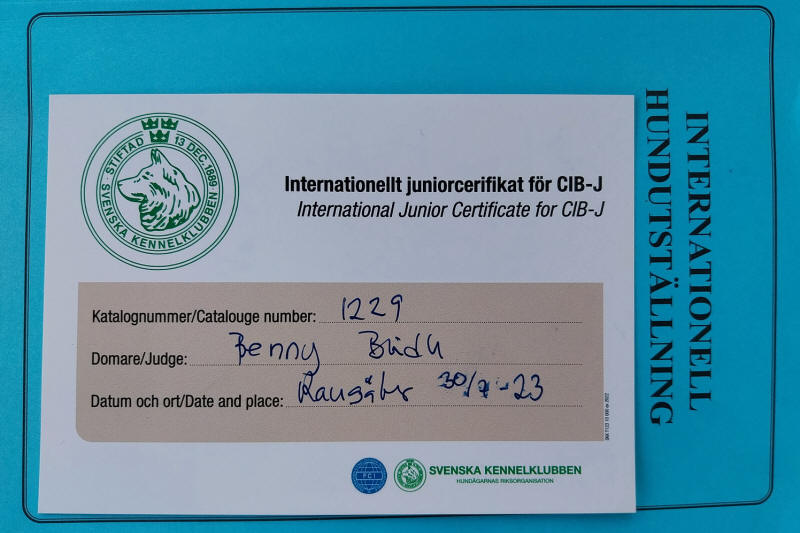 STIFTAD 13 DEC. 1889
SVENSKA KENNELKLUBBEN
Internationellt juniorcerifikat för CIB-J
International Junior Certificate for CIB-J
Katalognummer/Catalouge number: 1229
Domare/Judge: Benny
Datum och ort/Date and place: 30/ -23
FCI
SVENSKA KENNELKLUBBEN
HUNDÄGARNAS RIKSORGANISATION
INTERNATIONELL
HUNDUTSTÄLLNING